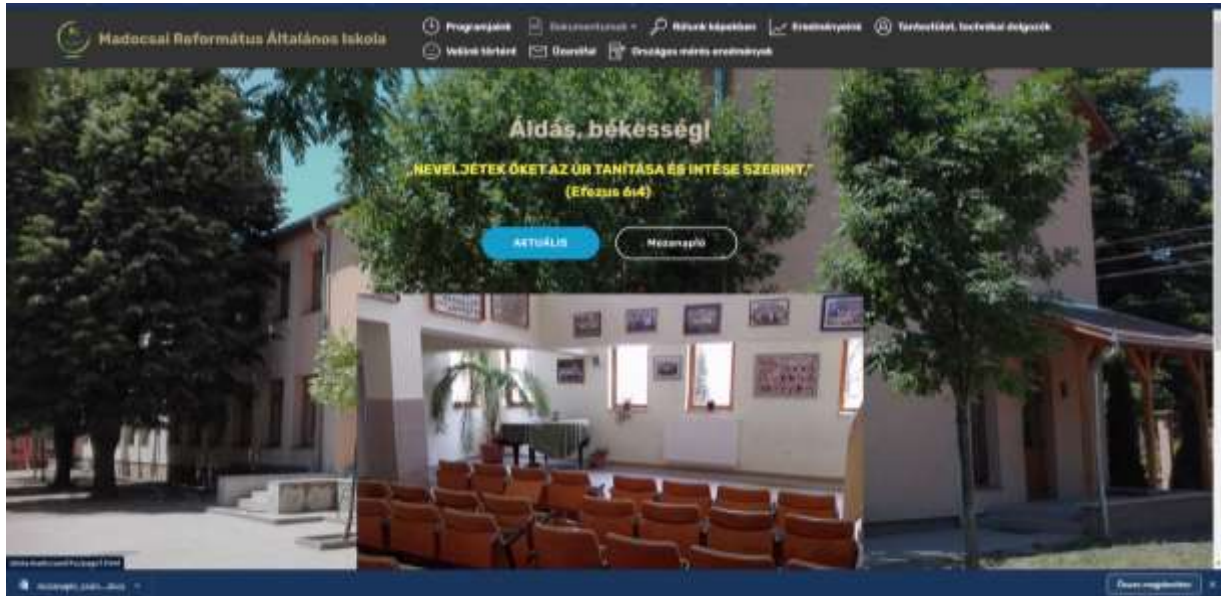 Madocsai Református Általános Iskola
Programjaink Dokumentumok Rólunk képekben Eredményeink Tantestület, technikai dolgozók
Velünk történt Üzenőfal Országos mérés eredmények
Áldás, békesség!
„NEVELJÉTEK ŐKET AZ ÚR TANÍTÁSA ÉS INTÉSE SZERINT.”
(Efezus 6:4)
AKTUÁLIS Mozanapló
Összes megjelenítése